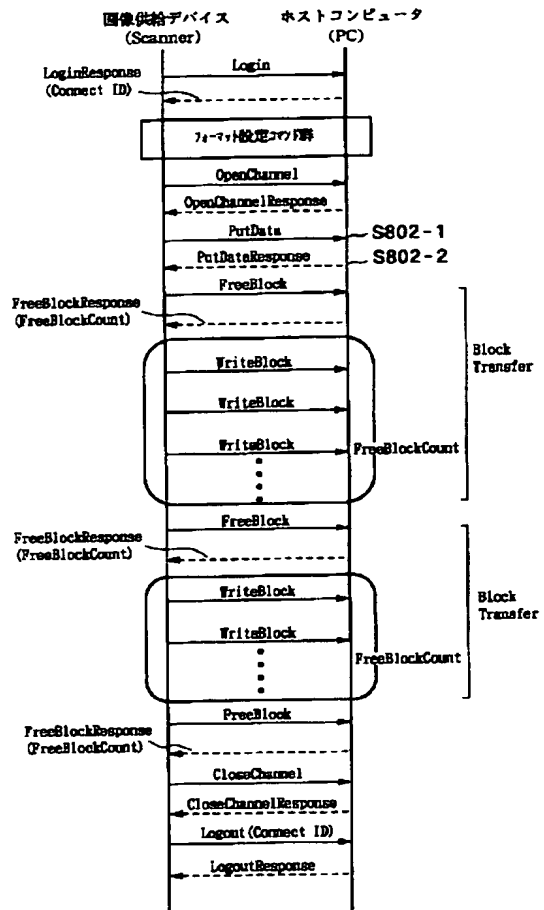 画像供給デバイス ホストコンピュータ
(Scanner) (PC)
Login
LoginResponse
(Connect ID)
フォーマット設定コマンド群
OpenChannel
OpenChannelResponse
PutData S802-1
PutDataResponse S802-2
FreeBlock
FreeBlockResponse
(FreeBlockCount)
WriteBlock
Block
Transfer
WriteBlock
WriteBlock
FreeBlockCount
FreeBlock
FreeBlockResponse
(FreeBlockCount)
WriteBlock
Block
Transfer
WriteBlock
FreeBlockCount
PreeBlock
FreeBlockResponse
(FreeBlockCount)
CloseChannel
CloseChannelResponse
Logout(Connect ID)
LogoutResponse